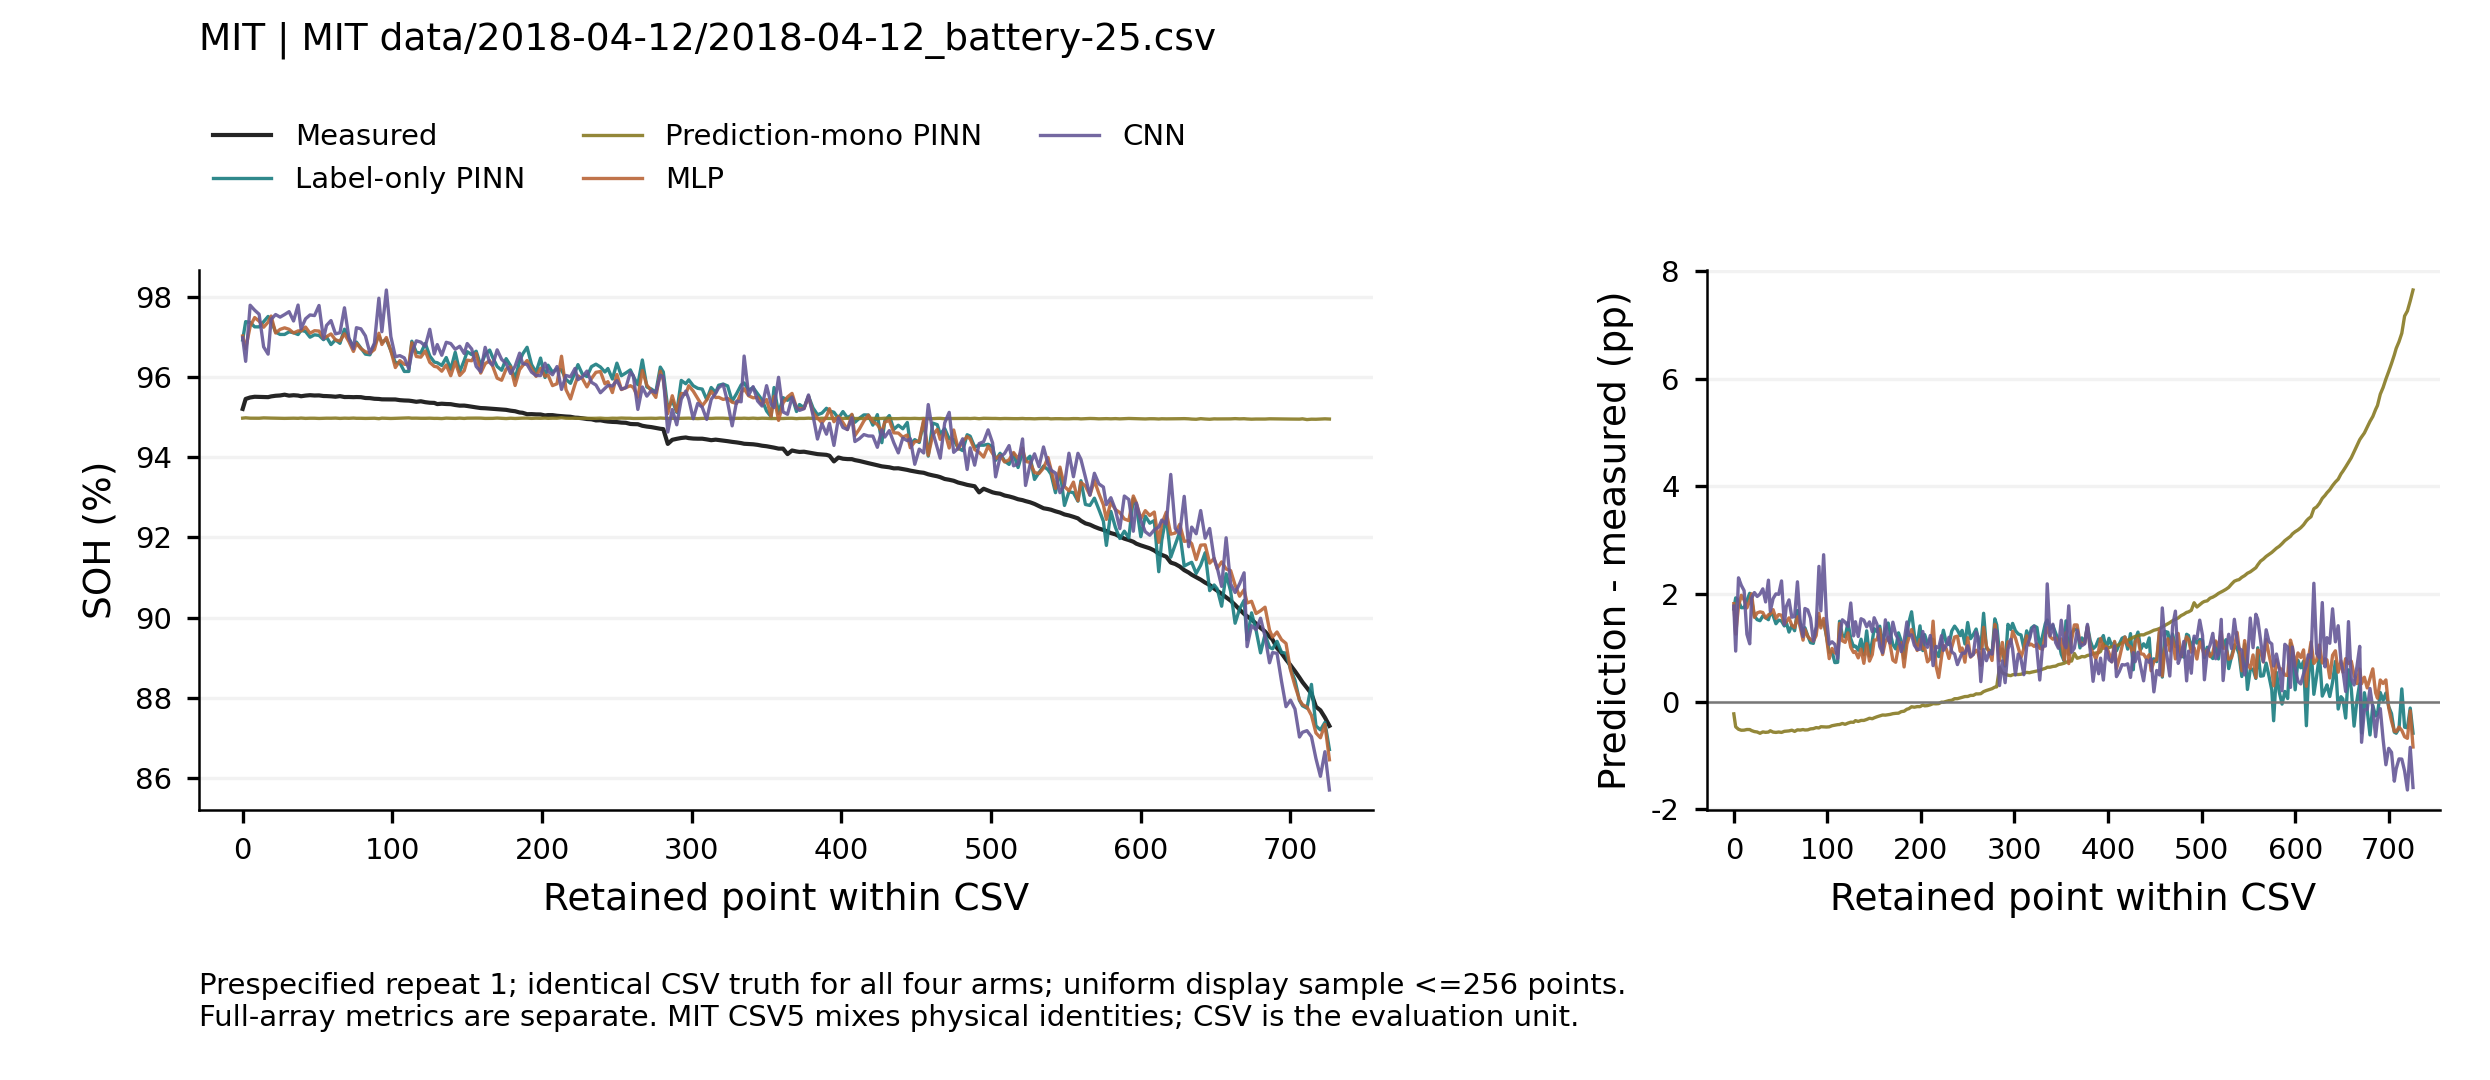 MIT | MIT data/2018-04-12/2018-04-12_battery-25.csv
Measured
Label-only PINN
Prediction-mono PINN
MLP
CNN
SOH (%)
98
96
94
92
90
88
86
0 100 200 300 400 500 600 700
Retained point within CSV
Prediction - measured (pp)
8
6
4
2
0
-2
0 100 200 300 400 500 600 700
Retained point within CSV
Prespecified repeat 1; identical CSV truth for all four arms; uniform display sample <=256 points.
Full-array metrics are separate. MIT CSV5 mixes physical identities; CSV is the evaluation unit.